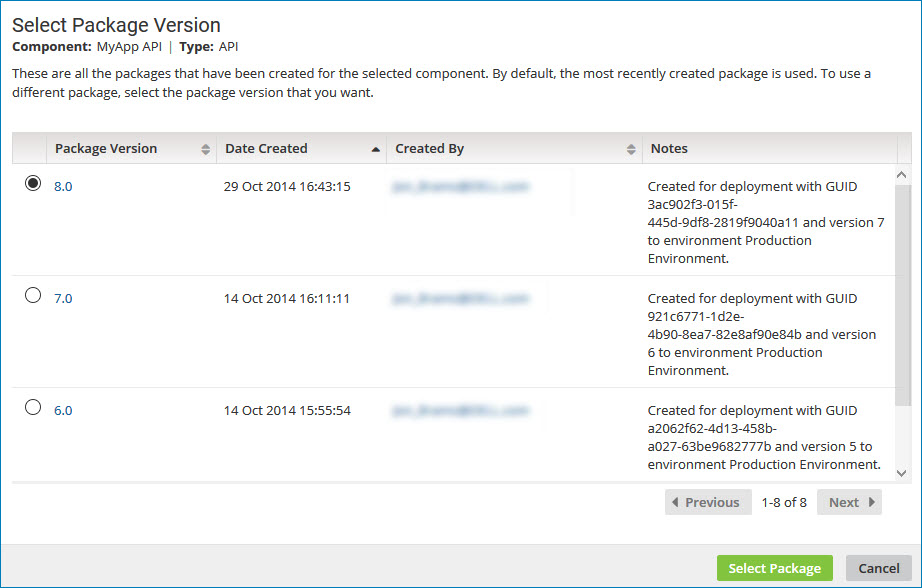 Select Package Version
Component: MyApp API | Type: API
These are all the packages that have been created for the selected component. By default, the most recently created package is used. To use a
different package, select the package version that you want.
Package Version Date Created Created By Notes
8.0 29 Oct 2014 16:43:15 Created for deployment with GUID
3ac902f3-015f-
445d-9df8-2819f9040a11 and version 7
to environment Production
Environment.
7.0 14 Oct 2014 16:11:11 Created for deployment with GUID
921c6771-1d2e-
4b90-8ea7-82e8af90e84b and version
6 to environment Production
Environment.
6.0 14 Oct 2014 15:55:54 Created for deployment with GUID
a2062f62-4d13-458b-
a027-63be9682777b and version 5 to
environment Production Environment.
Previous 1-8 of 8 Next
Select Package Cancel